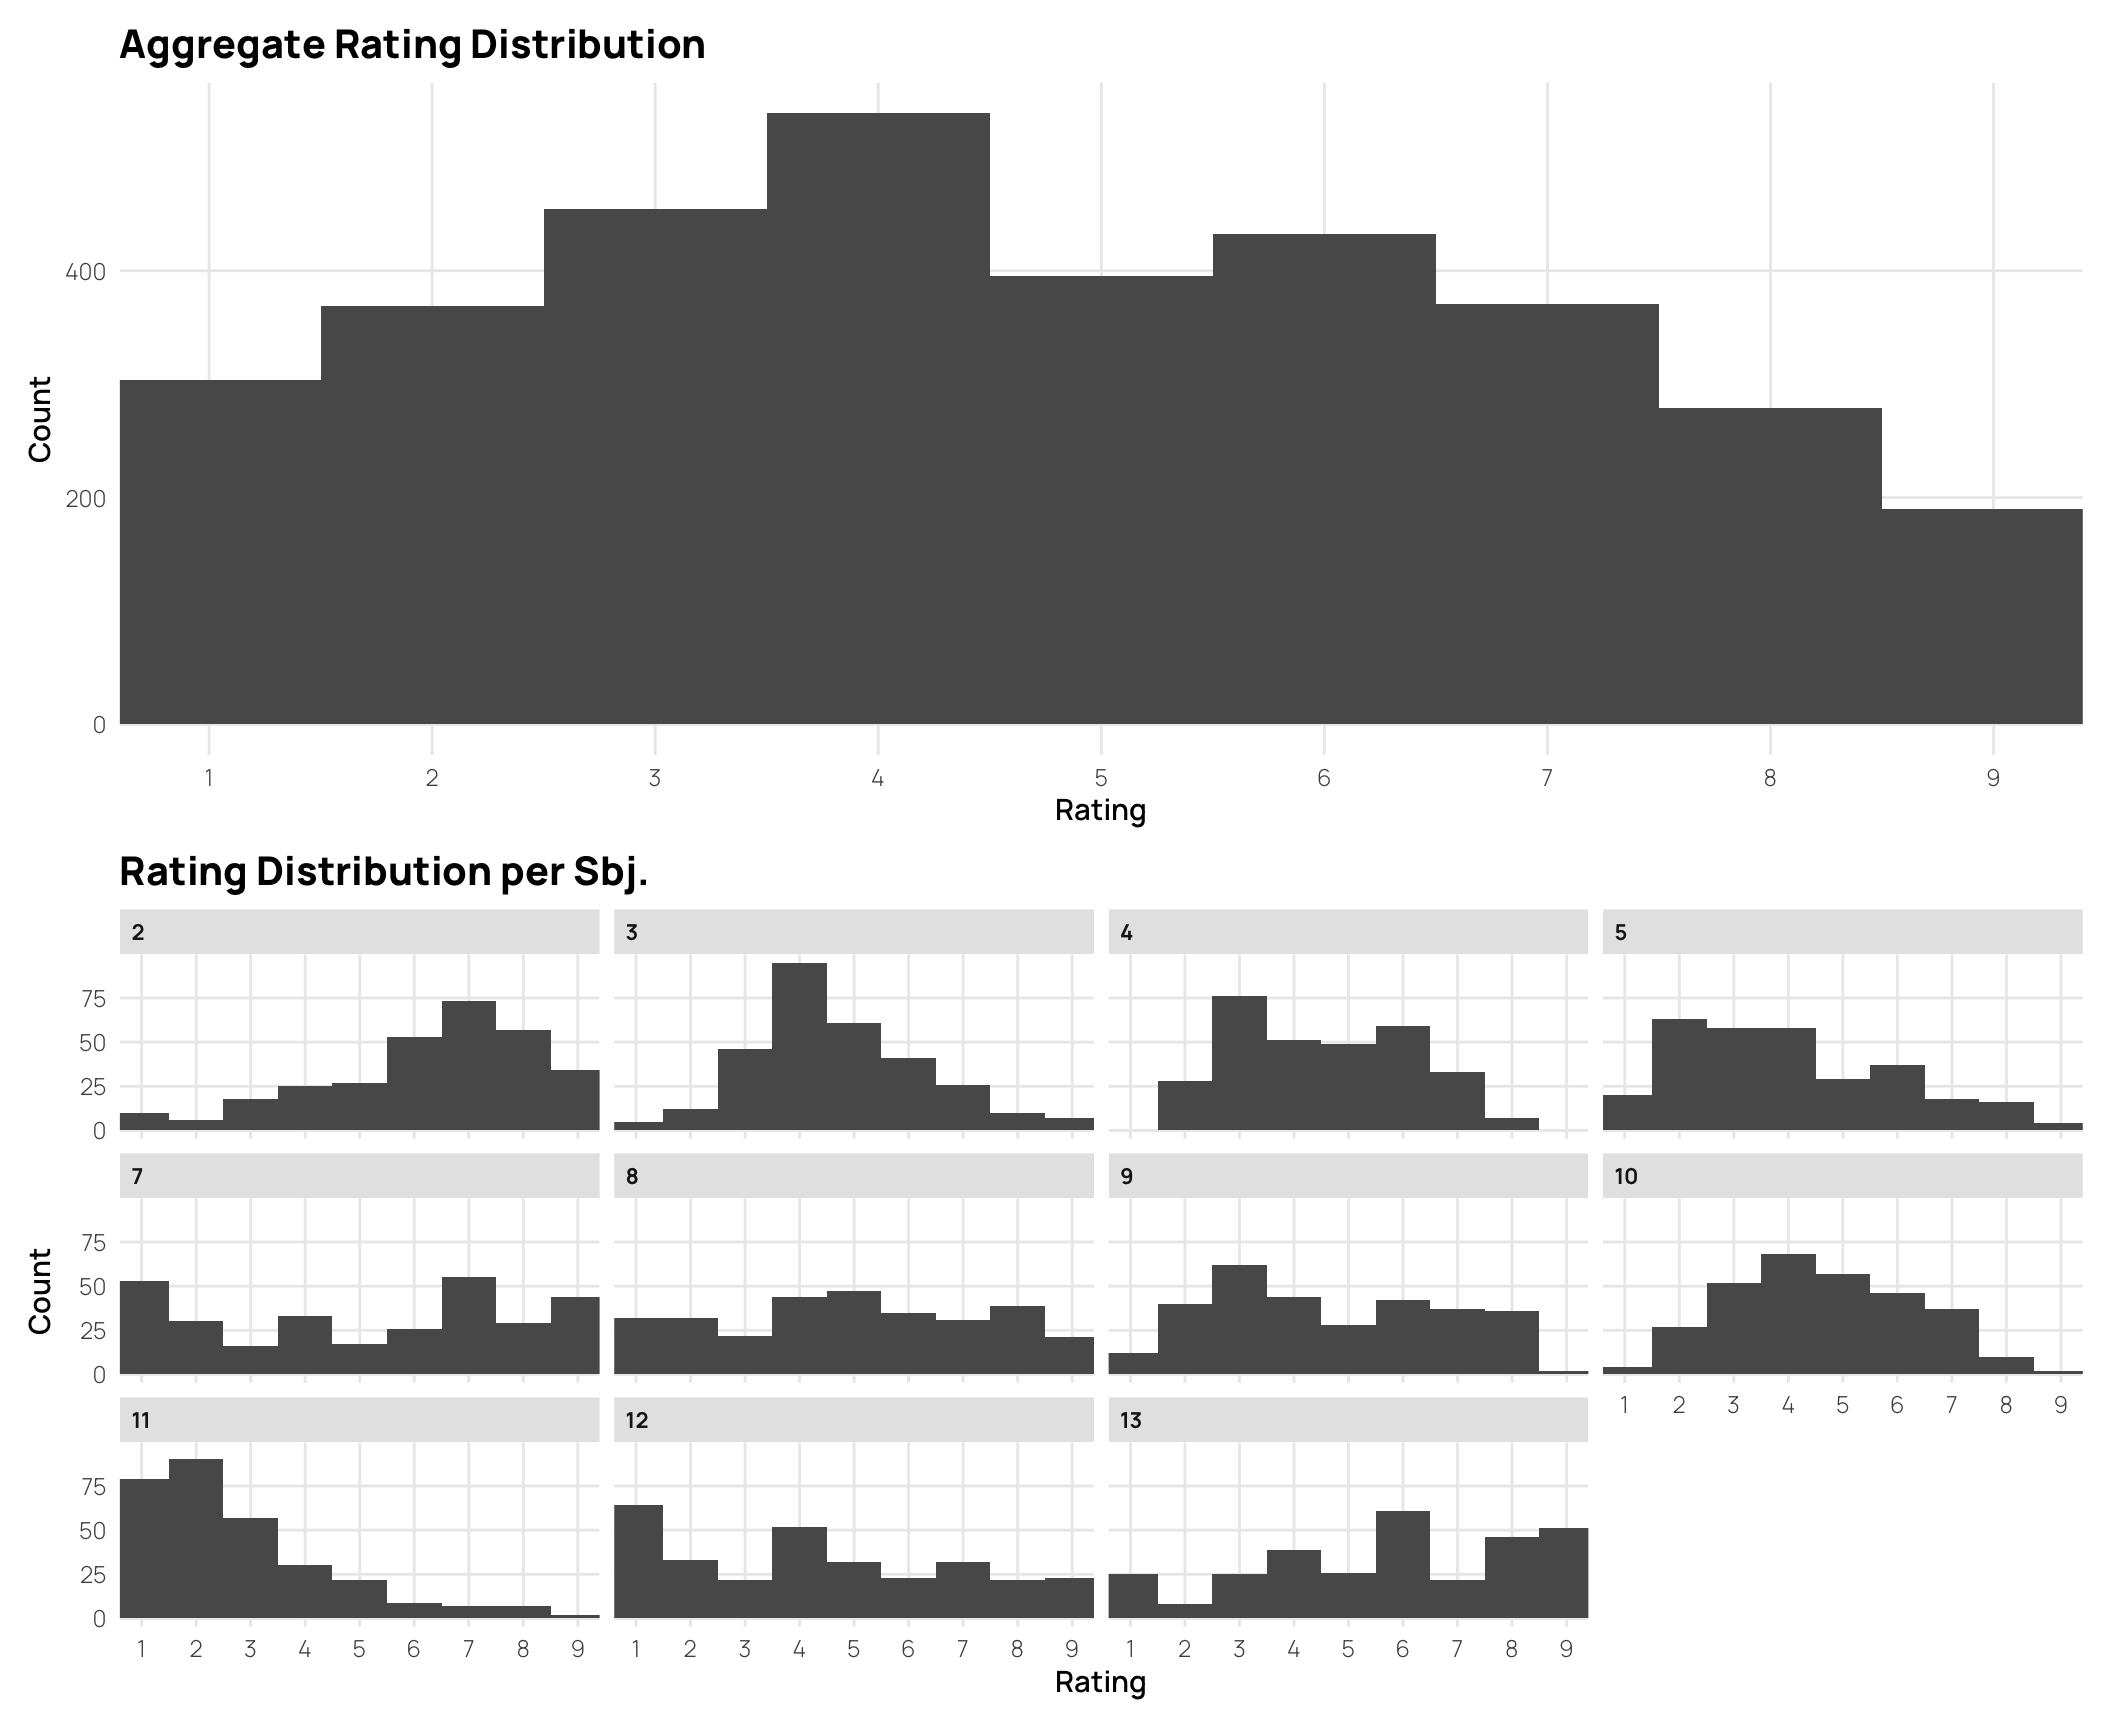 Aggregate Rating Distribution
400
200
0
Count
1 2 3 4 5 6 7 8 9
Rating
Rating Distribution per Sbj.
2 3 4 5
75
50
25
0
7 8 9 10
75
50
25
0
Count
1 2 3 4 5 6 7 8 9
11 12 13
75
50
25
0
1 2 3 4 5 6 7 8 9 1 2 3 4 5 6 7 8 9 1 2 3 4 5 6 7 8 9
Rating